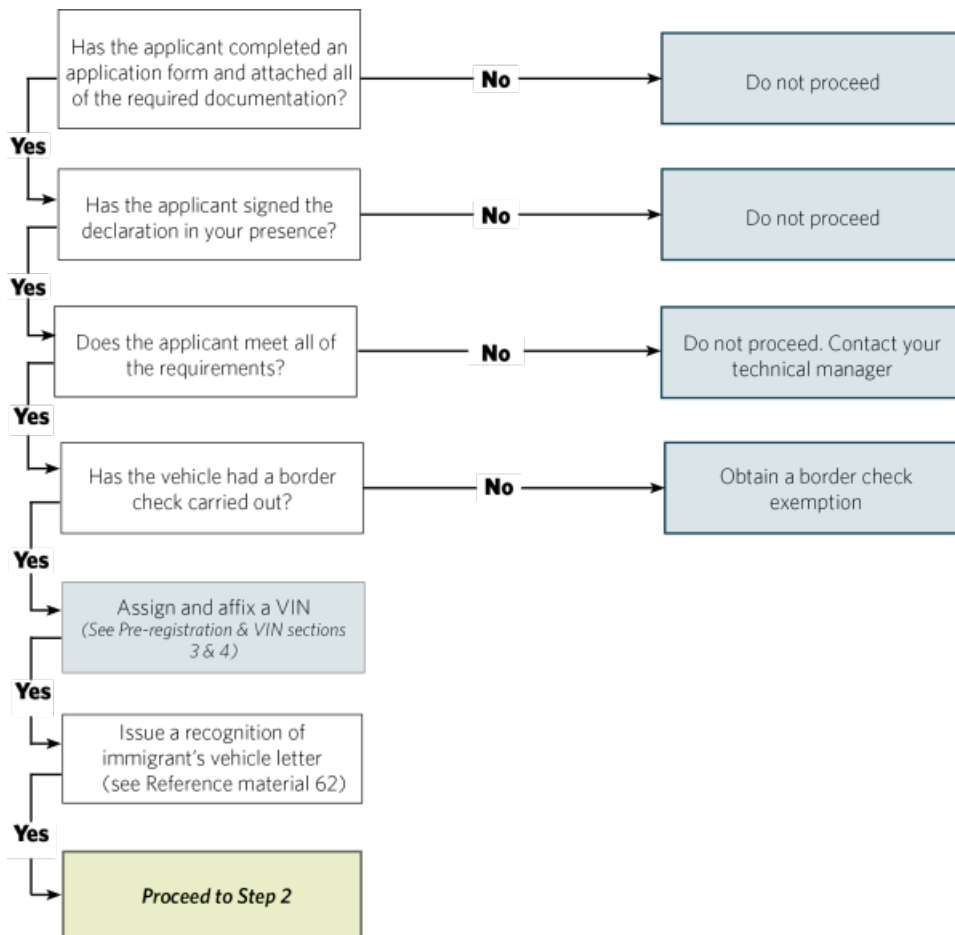 Has the applicant completed an
application form and attached all
of the required documentation?
No
Do not proceed
Yes
Has the applicant signed the
declaration in your presence?
No
Do not proceed
Yes
Does the applicant meet all of
the requirements?
No
Do not proceed. Contact your
technical manager
Yes
Has the vehicle had a border
check carried out?
No
Obtain a border check
exemption
Yes
Assign and affix a VIN
(See Pre-registration & VIN sections
3 & 4)
Yes
Issue a recognition of
immigrant's vehicle letter
(see Reference material 62)
Yes
Proceed to Step 2